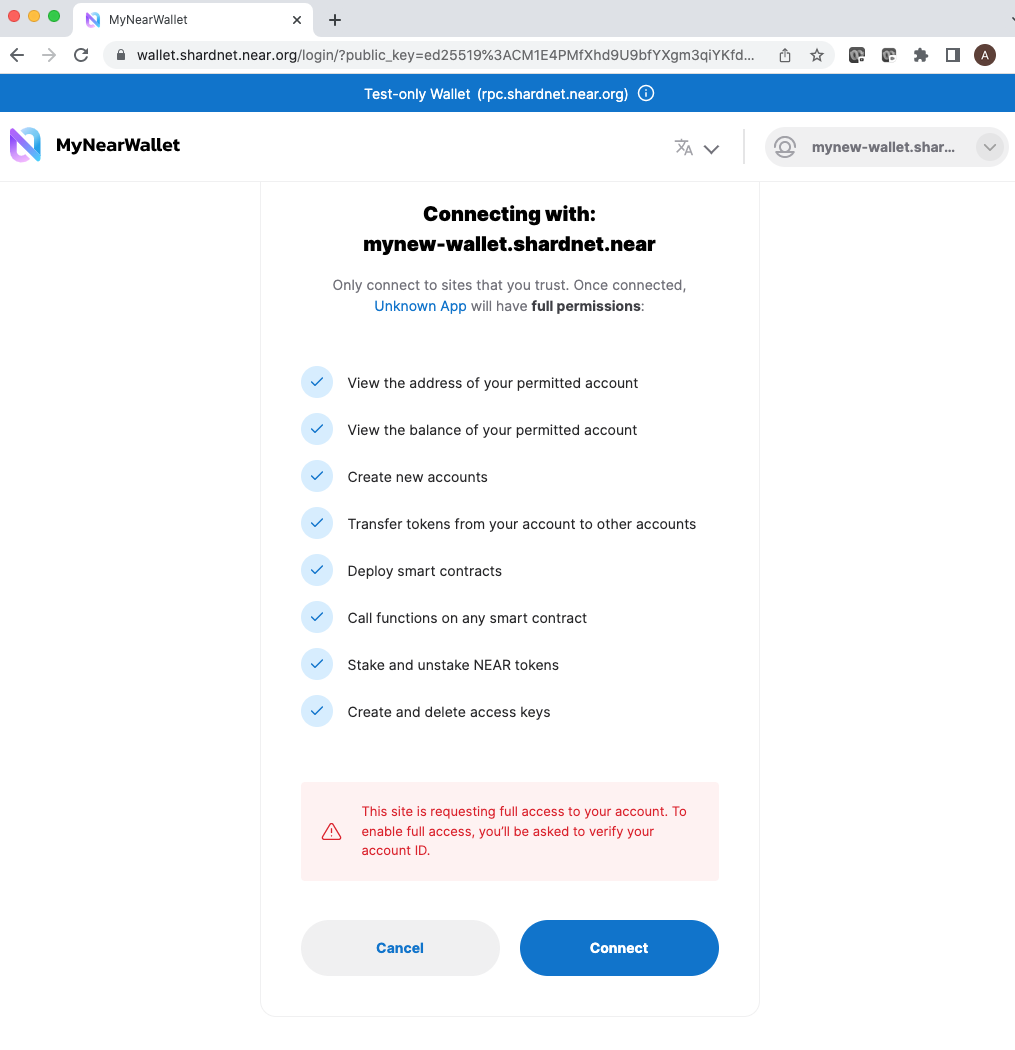 MyNearWallet
wallet.shardnet.near.org/login/?public_key=ed25519%3ACM1E4PMfXhd9U9bfYXgm3qiYKfd...
A
Test-only Wallet (rpc.shardnet.near.org)
MyNearWallet
mynew-wallet.shar...
Connecting with:
mynew-wallet.shardnet.near
Only connect to sites that you trust. Once connected,
Unknown App will have full permissions:
View the address of your permitted account
View the balance of your permitted account
Create new accounts
Transfer tokens from your account to other accounts
Deploy smart contracts
Call functions on any smart contract
Stake and unstake NEAR tokens
Create and delete access keys
This site is requesting full access to your account. To
enable full access, you’ll be asked to verify your
account ID.
Cancel
Connect